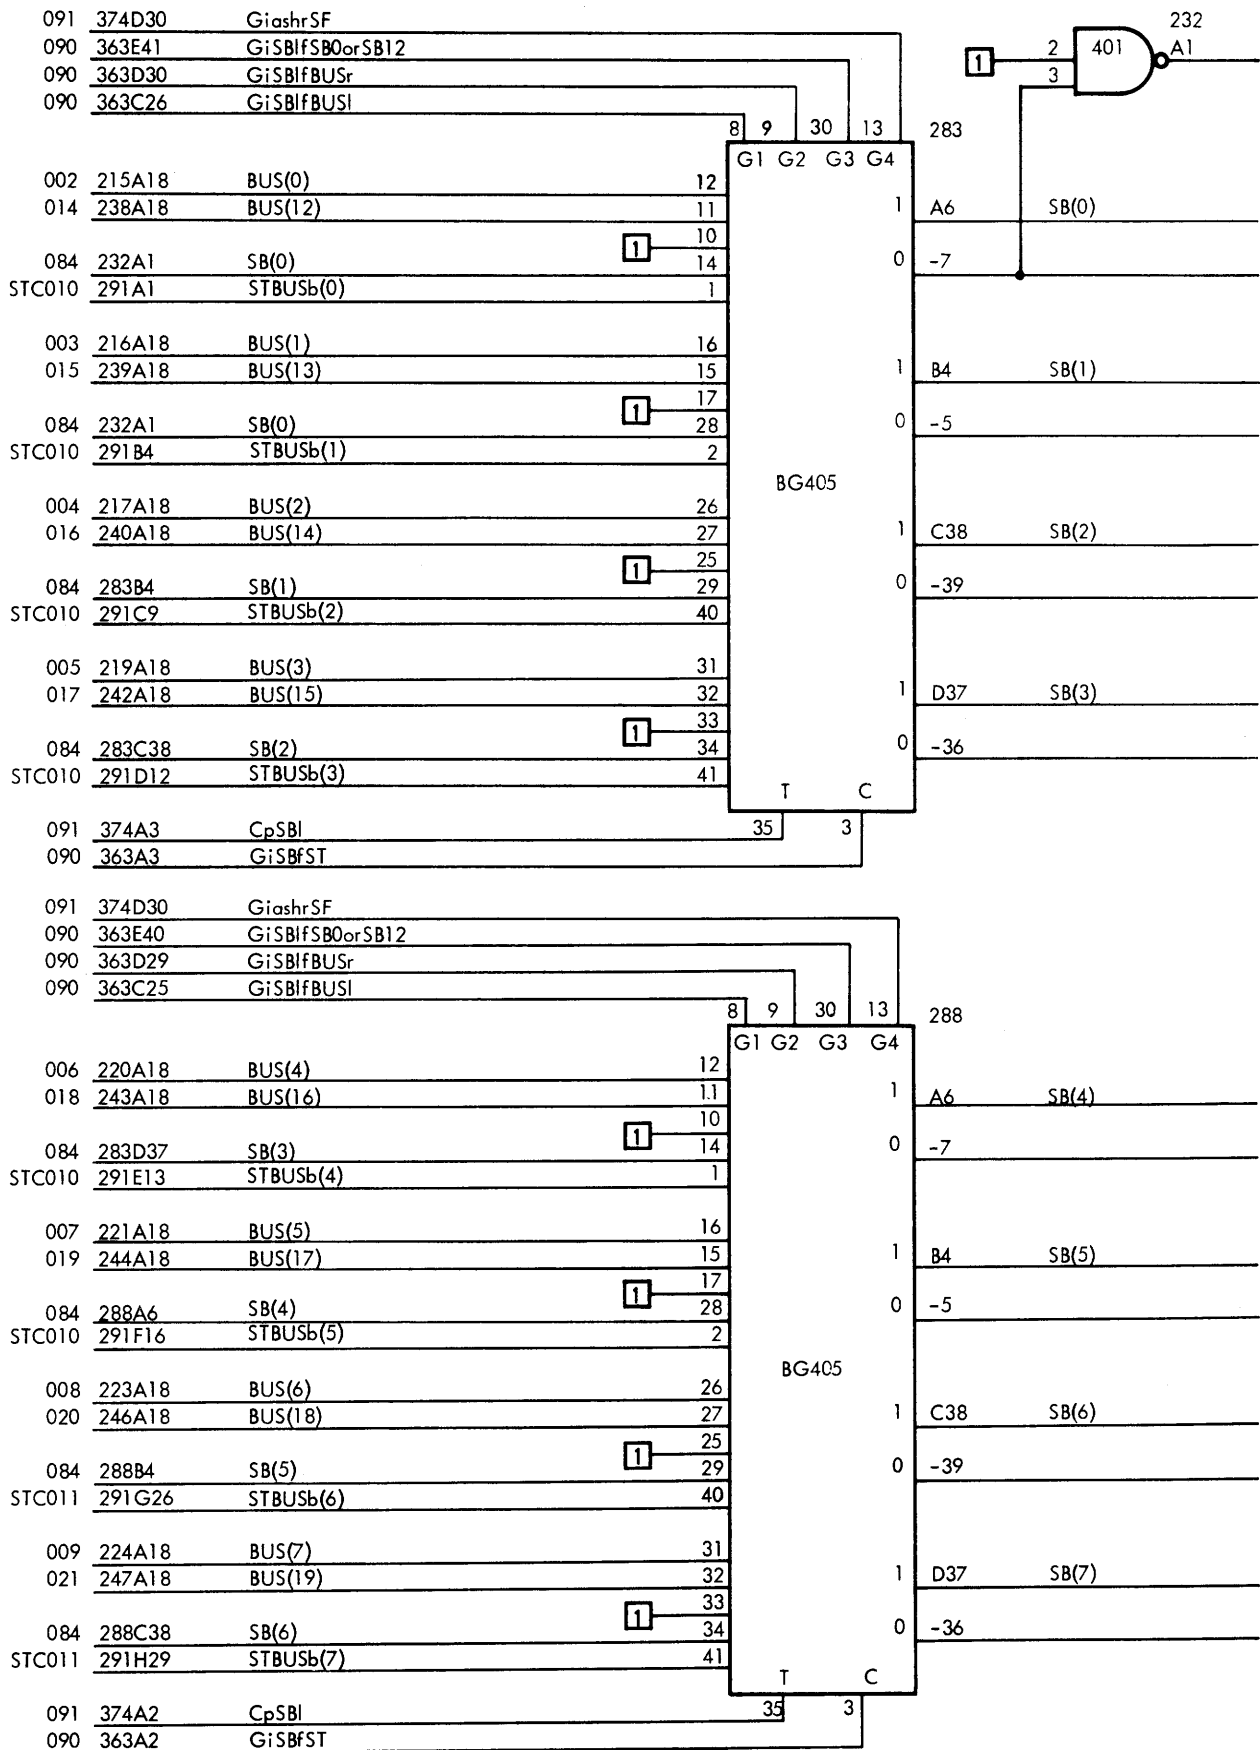 091 374D30 GiashrSF
232
090 363E41 GiSBlfSB0orSB12
1 2 401 A1
090 363D30 GiSBlfBUSr
3
090 363C26 GiSBlfBUSl
8 9 30 13 283
G1 G2 G3 G4
002 215A18 BUS(0) 12
014 238A18 BUS(12) 11 1 A6 SB(0)
1 10
084 232A1 SB(0) 14 0 -7
STC010 291A1 STBUSb(0) 1
003 216A18 BUS(1) 16
015 239A18 BUS(13) 15 1 B4 SB(1)
1 17
084 232A1 SB(0) 28 0 -5
STC010 291B4 STBUSb(1) 2
BG405
004 217A18 BUS(2) 26
016 240A18 BUS(14) 27 1 C38 SB(2)
1 25
084 283B4 SB(1) 29 0 -39
STC010 291C9 STBUSb(2) 40
005 219A18 BUS(3) 31
017 242A18 BUS(15) 32 1 D37 SB(3)
1 33
084 283C38 SB(2) 34 0 -36
STC010 291D12 STBUSb(3) 41
T C
091 374A3 CpSBl 35 3
090 363A3 GiSBfST
091 374D30 GiashrSF
090 363E40 GiSBlfSB0orSB12
090 363D29 GiSBlfBUSr
090 363C25 GiSBlfBUSl
8 9 30 13 288
G1 G2 G3 G4
006 220A18 BUS(4) 12
018 243A18 BUS(16) 11 1 A6 SB(4)
1 10
084 283D37 SB(3) 14 0 -7
STC010 291E13 STBUSb(4) 1
007 221A18 BUS(5) 16
019 244A18 BUS(17) 15 1 B4 SB(5)
1 17
084 288A6 SB(4) 28 0 -5
STC010 291F16 STBUSb(5) 2
BG405
008 223A18 BUS(6) 26
020 246A18 BUS(18) 27 1 C38 SB(6)
1 25
084 288B4 SB(5) 29 0 -39
STC011 291G26 STBUSb(6) 40
009 224A18 BUS(7) 31
021 247A18 BUS(19) 32 1 D37 SB(7)
1 33
084 288C38 SB(6) 34 0 -36
STC011 291H29 STBUSb(7) 41
T C
091 374A2 CpSBl 35 3
090 363A2 GiSBfST